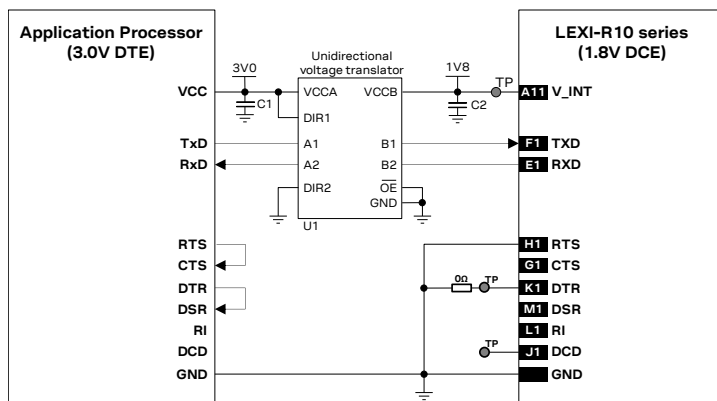 Application Processor
(3.0V DTE)
LEXI-R10 series
(1.8V DCE)
Unidirectional
voltage translator
3V0
1V8
TP
VCC
VCCA
VCCB
A11
V_INT
C1
C2
DIR1
TxD
A1
B1
F1
TXD
RxD
A2
B2
E1
RXD
DIR2
OE
GND
U1
RTS
H1
RTS
CTS
G1
CTS
0Ω
TP
DTR
K1
DTR
DSR
M1
DSR
RI
L1
RI
TP
DCD
J1
DCD
GND
GND